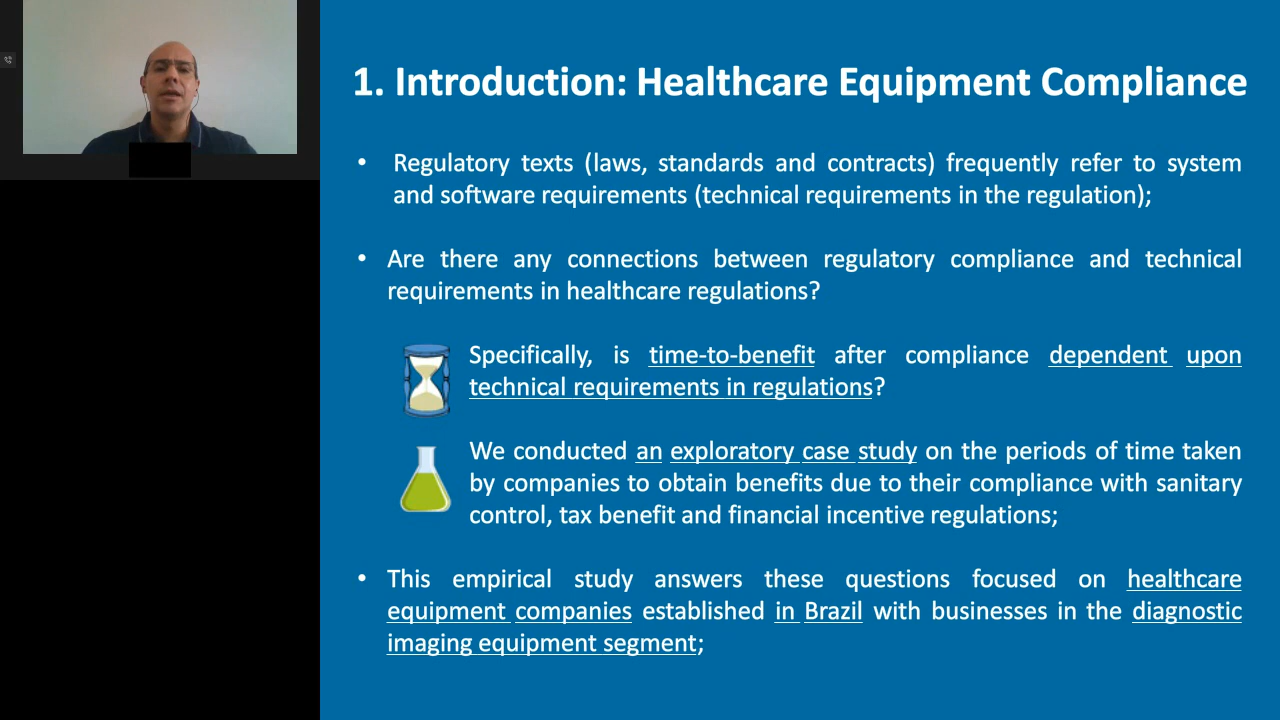 1. Introduction: Healthcare Equipment Compliance
• Regulatory texts (laws, standards and contracts) frequently refer to system
and software requirements (technical requirements in the regulation);
• Are there any connections between regulatory compliance and technical
requirements in healthcare regulations?
Specifically, is time-to-benefit after compliance dependent upon
technical requirements in regulations?
We conducted an exploratory case study on the periods of time taken
by companies to obtain benefits due to their compliance with sanitary
control, tax benefit and financial incentive regulations;
• This empirical study answers these questions focused on healthcare
equipment companies established in Brazil with businesses in the diagnostic
imaging equipment segment;